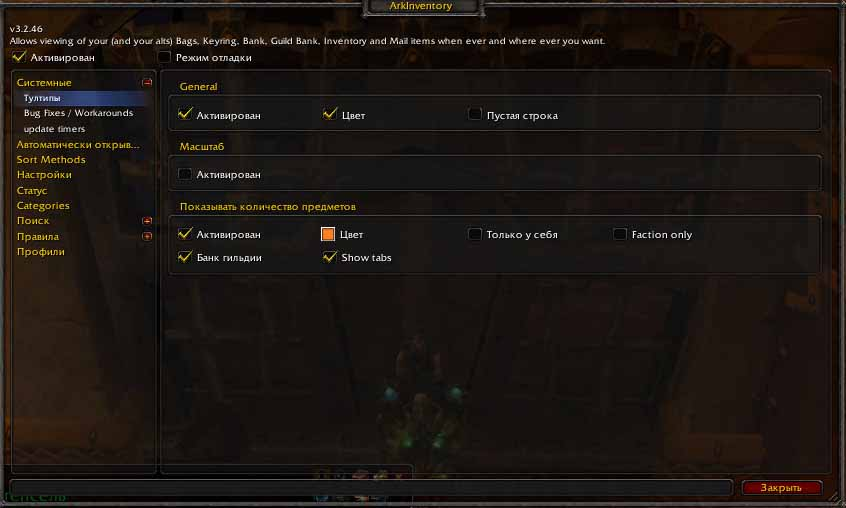 ArkInventory
v3.2.46
Allows viewing of your (and your alts) Bags, Keyring, Bank, Guild Bank, Inventory and Mail items when ever and where ever you want.
Активирован Режим отладки
Системные
Тултипы
Bug Fixes / Workarounds
update timers
Автоматически открыв...
Sort Methods
Настройки
Статус
Categories
Поиск
Правила
Профили
General
Активирован Цвет Пустая строка
Масштаб
Активирован
Показывать количество предметов
Активирован Цвет Только у себя Faction only
Банк гильдии Show tabs
Закрыть